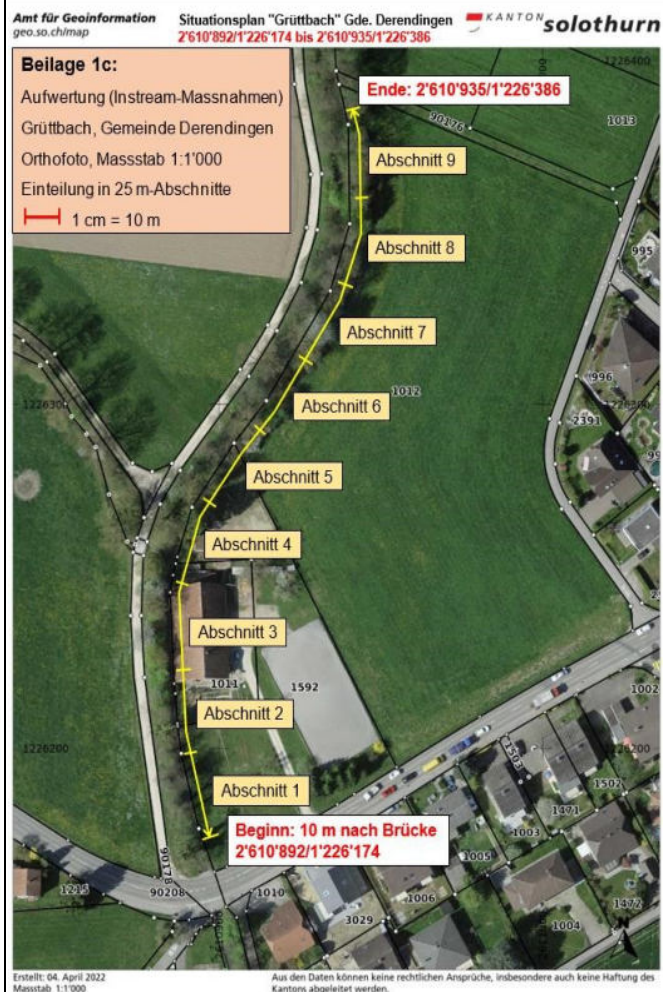 Amt für Geoinformation
geo.so.ch/map
Situationsplan "Grüttbach" Gde. Derendingen
2'610'892/1'226'174 bis 2'610'935/1'226'386
KANTON solothurn
Beilage 1c:
Aufwertung (Instream-Massnahmen)
Grüttbach, Gemeinde Derendingen
Orthofoto, Massstab 1:1'000
Einteilung in 25 m-Abschnitte
1 cm = 10 m
1226400
Ende: 2'610'935/1'226'386
90176
1013
Abschnitt 9
995
Abschnitt 8
Abschnitt 7
996
1226300
1012
1226300
Abschnitt 6
2391
Abschnitt 5
Abschnitt 4
Abschnitt 3
1011
1592
1002
Abschnitt 2
1226200
1226200
1503
1502
Abschnitt 1
1471
Beginn: 10 m nach Brücke
2'610'892/1'226'174
1003
90178
1005
1215
90208
1010
1006
1472
3029
1004
N
Erstellt: 04. April 2022
Massstab 1:1'000
Aus den Daten können keine rechtlichen Ansprüche, insbesondere auch keine Haftung des
Kantons abgeleitet werden.